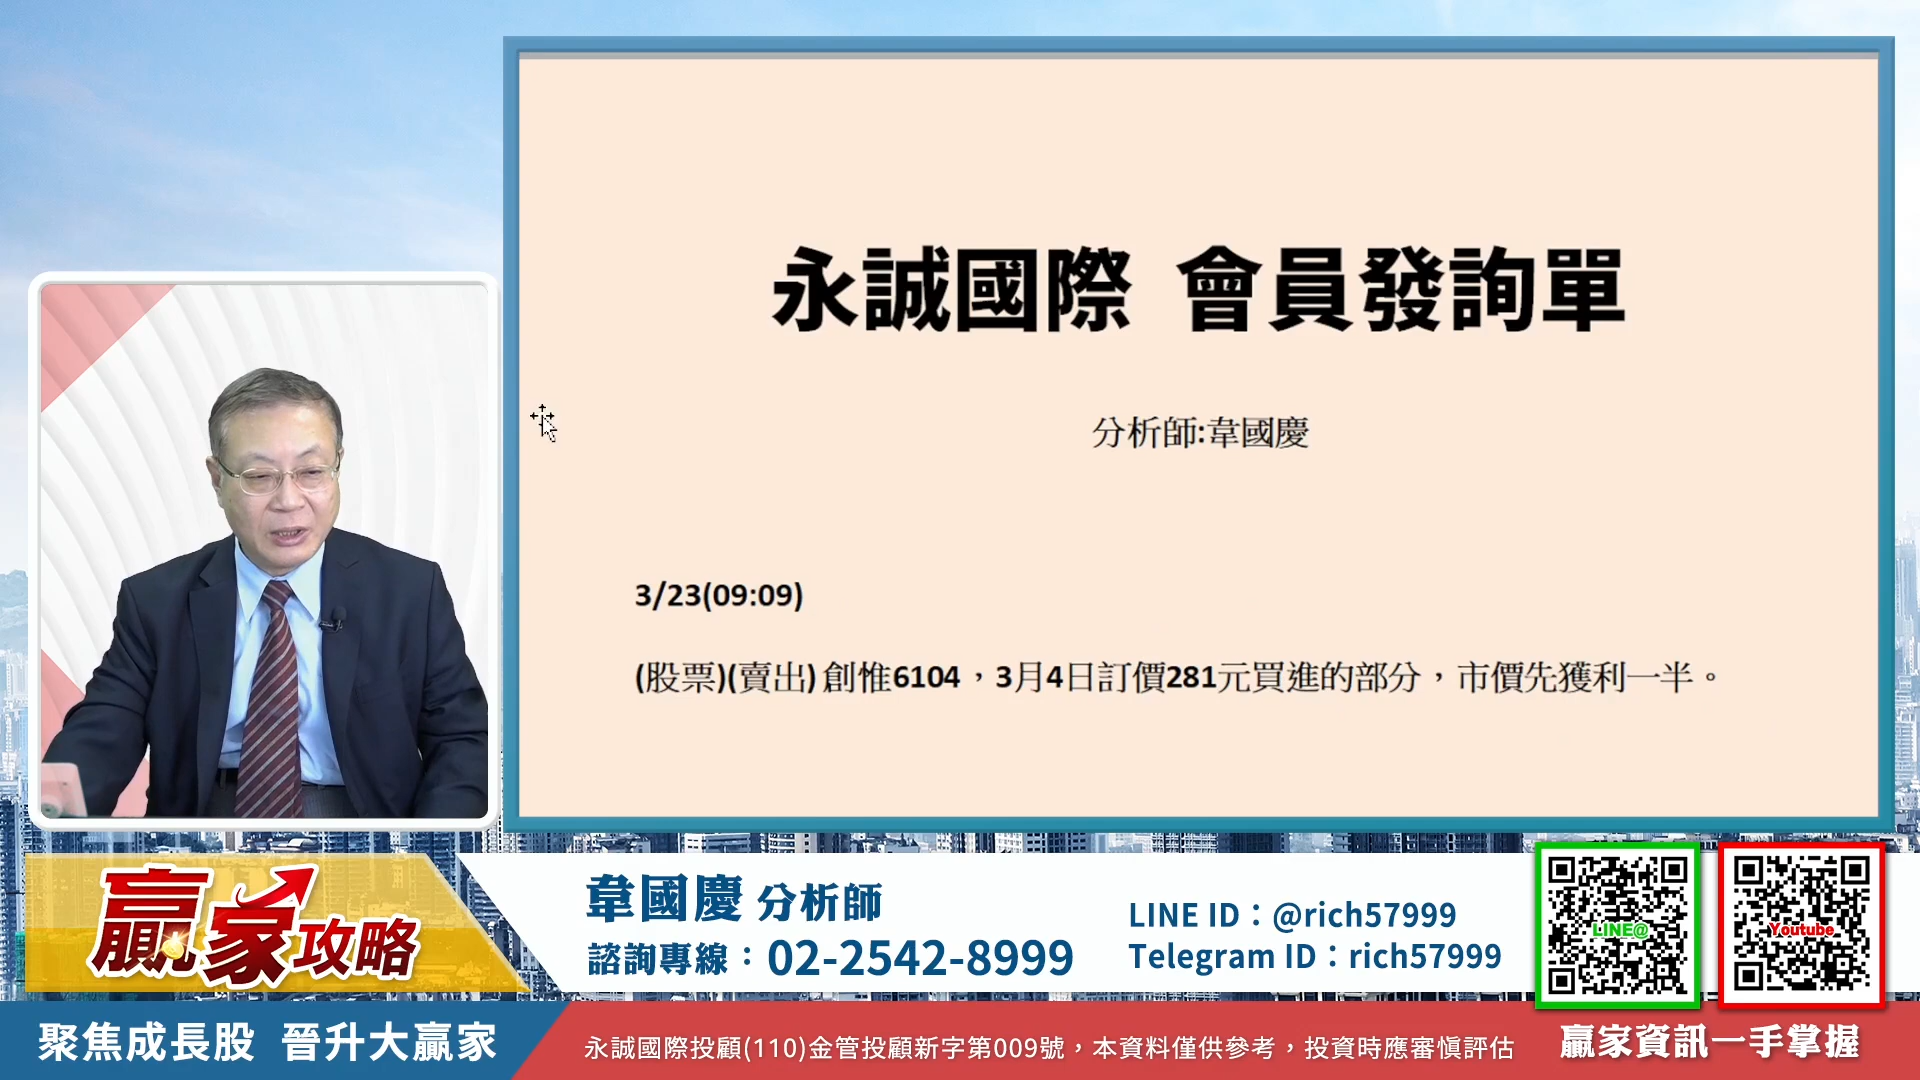 永誠國際 會員發詢單
分析師:韋國慶
3/23(09:09)
(股票)(賣出) 創惟6104，3月4日訂價281元買進的部分，市價先獲利一半。
贏家攻略
韋國慶 分析師
諮詢專線：02-2542-8999
LINE ID：@rich57999
Telegram ID：rich57999
LINE@
Youtube
聚焦成長股 晉升大贏家
永誠國際投顧(110)金管投顧新字第009號，本資料僅供參考，投資時應審慎評估
贏家資訊一手掌握